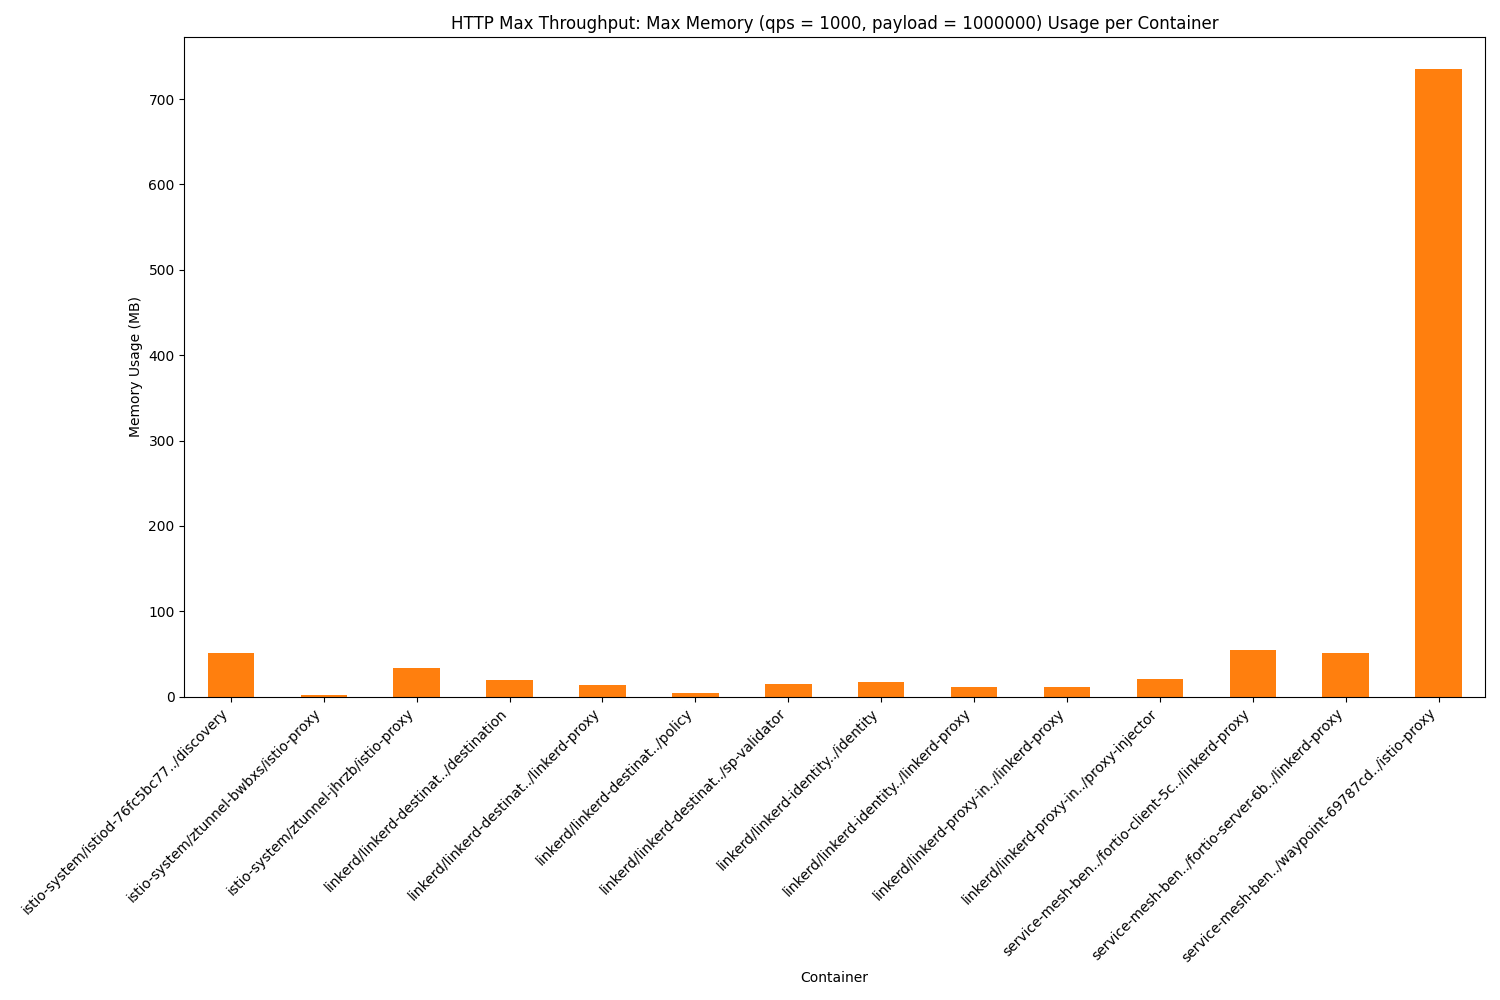 HTTP Max Throughput: Max Memory (qps = 1000, payload = 1000000) Usage per Container
700
600
500
400
300
200
100
0
Memory Usage (MB)
istio-system/istiod-76fc5bc77../discovery
istio-system/ztunnel-bwbxs/istio-proxy
istio-system/ztunnel-jhrzb/istio-proxy
linkerd/linkerd-destinat../destination
linkerd/linkerd-destinat../linkerd-proxy
linkerd/linkerd-destinat../policy
linkerd/linkerd-destinat../sp-validator
linkerd/linkerd-identity../identity
linkerd/linkerd-identity../linkerd-proxy
linkerd/linkerd-proxy-in../linkerd-proxy
linkerd/linkerd-proxy-in../proxy-injector
service-mesh-ben../fortio-client-5c../linkerd-proxy
service-mesh-ben../fortio-server-6b../linkerd-proxy
service-mesh-ben../waypoint-69787cd../istio-proxy
Container